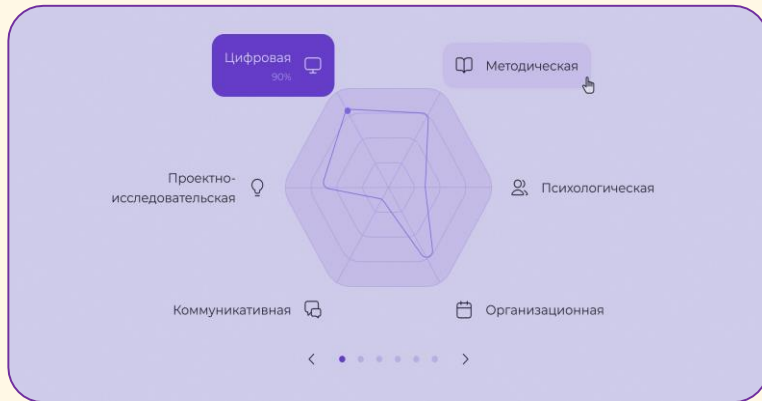 Цифровая
90%
Методическая
Проектно-
исследовательская
Психологическая
Коммуникативная
Организационная